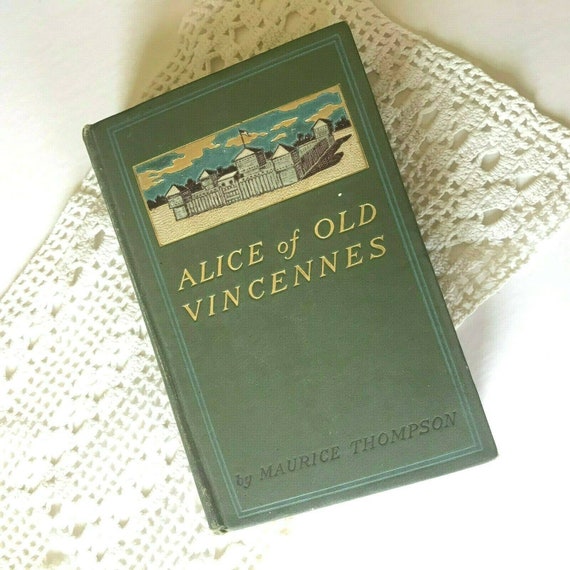 ALICE of OLD
VINCENNES
by MAURICE THOMPSON